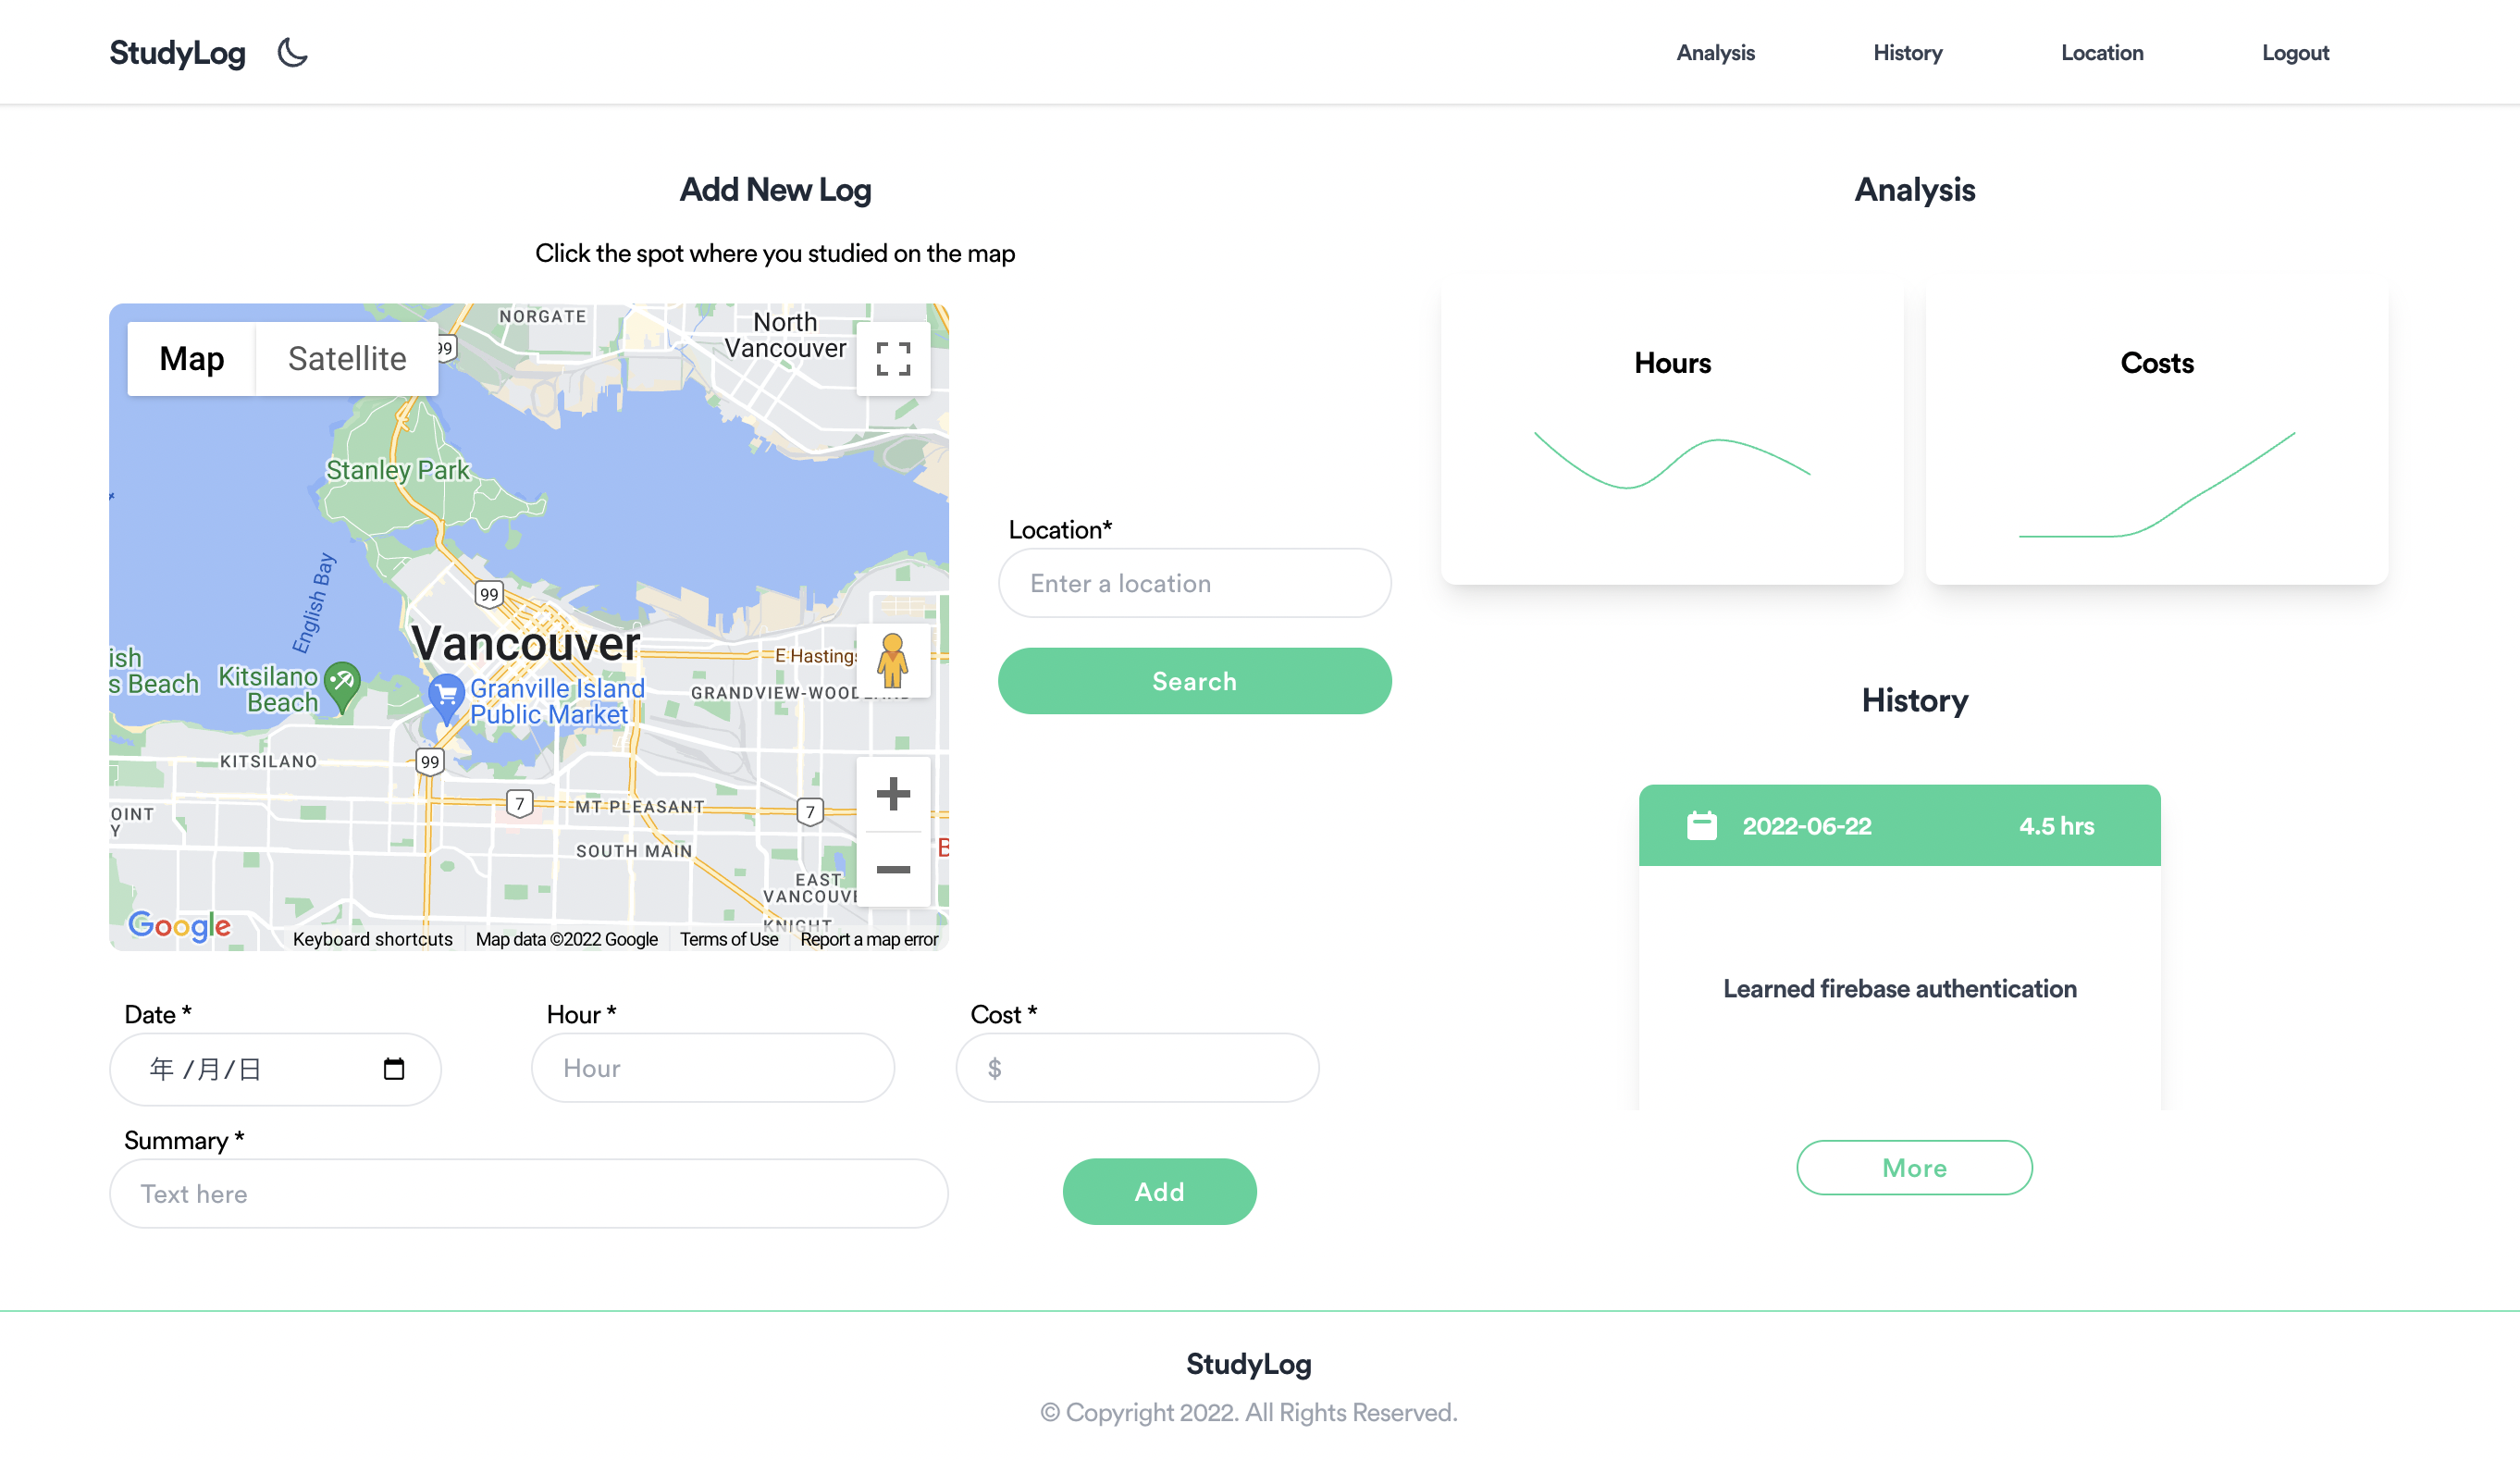 StudyLog
Analysis
History
Location
Logout
Add New Log
Click the spot where you studied on the map
Map
Satellite
99
NORGATE
North
Vancouver
Stanley Park
English Bay
99
Vancouver
E Hastings
ish
s Beach
Kitsilano
Beach
Granville Island
Public Market
GRANDVIEW-WOODLAND
KITSILANO
99
7
MT PLEASANT
7
OINT
Y
SOUTH MAIN
B
EAST
VANCOUVE
KNIGHT
Google
Keyboard shortcuts
Map data ©2022 Google
Terms of Use
Report a map error
Location*
Enter a location
Search
Date *
年 /月/日
Hour *
Hour
Cost *
$
Summary *
Text here
Add
Analysis
Hours
Costs
History
2022-06-22
4.5 hrs
Learned firebase authentication
More
StudyLog
© Copyright 2022. All Rights Reserved.